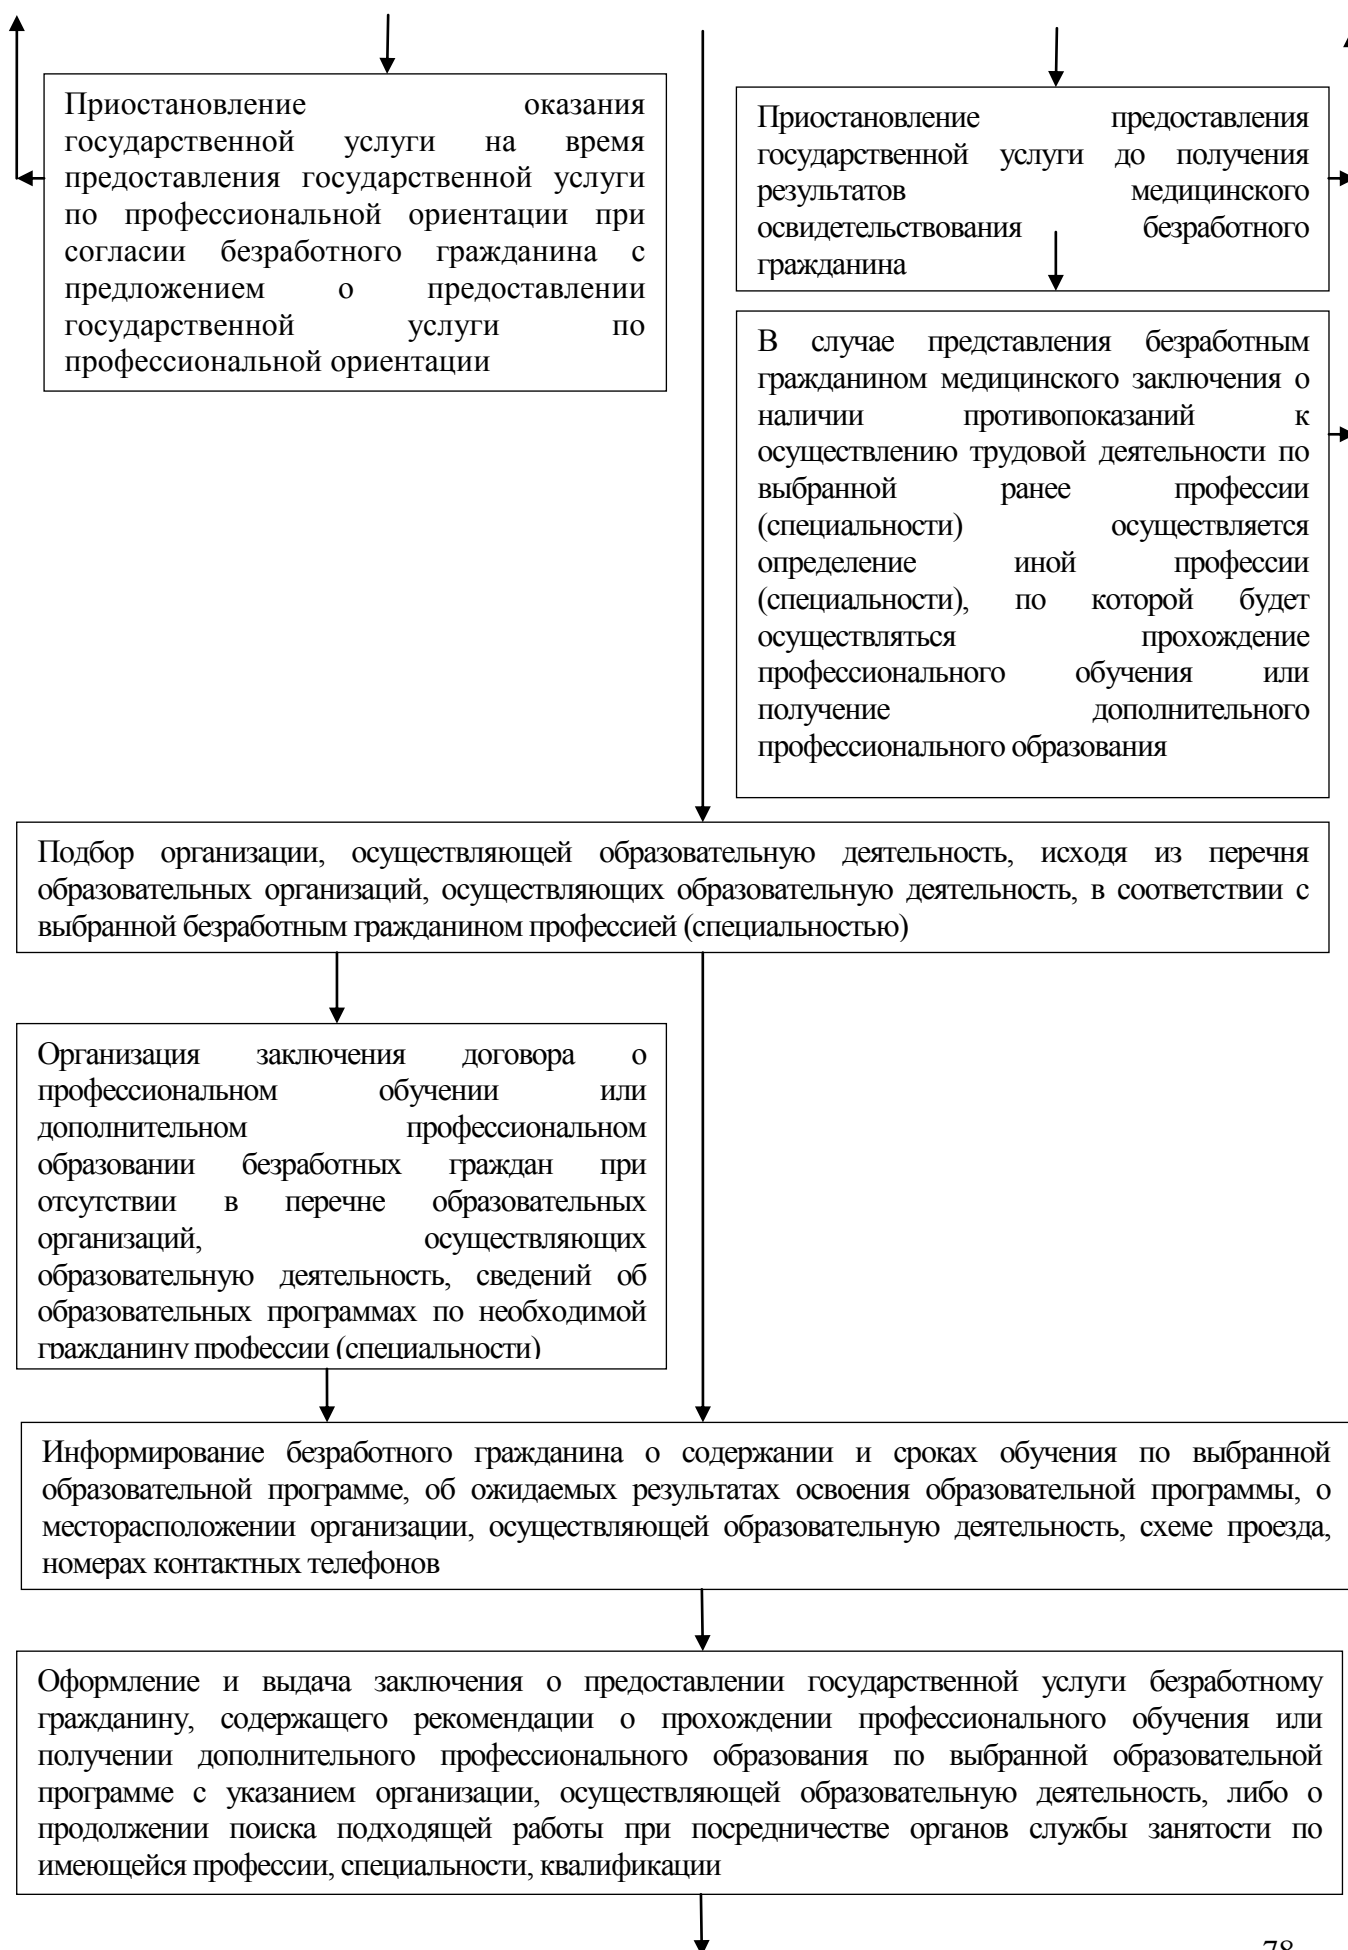 Приостановление оказания
государственной услуги на время
предоставления государственной услуги
по профессиональной ориентации при
согласии безработного гражданина с
предложением о предоставлении
государственной услуги по
профессиональной ориентации
Приостановление предоставления
государственной услуги до получения
результатов медицинского
освидетельствования безработного
гражданина
В случае представления безработным
гражданином медицинского заключения о
наличии противопоказаний к
осуществлению трудовой деятельности по
выбранной ранее профессии
(специальности) осуществляется
определение иной профессии
(специальности), по которой будет
осуществляться прохождение
профессионального обучения или
получение дополнительного
профессионального образования
Подбор организации, осуществляющей образовательную деятельность, исходя из перечня
образовательных организаций, осуществляющих образовательную деятельность, в соответствии с
выбранной безработным гражданином профессией (специальностью)
Организация заключения договора о
профессиональном обучении или
дополнительном профессиональном
образовании безработных граждан при
отсутствии в перечне образовательных
организаций, осуществляющих
образовательную деятельность, сведений об
образовательных программах по необходимой
гражданину профессии (специальности)
Информирование безработного гражданина о содержании и сроках обучения по выбранной
образовательной программе, об ожидаемых результатах освоения образовательной программы, о
месторасположении организации, осуществляющей образовательную деятельность, схеме проезда,
номерах контактных телефонов
Оформление и выдача заключения о предоставлении государственной услуги безработному
гражданину, содержащего рекомендации о прохождении профессионального обучения или
получении дополнительного профессионального образования по выбранной образовательной
программе с указанием организации, осуществляющей образовательную деятельность, либо о
продолжении поиска подходящей работы при посредничестве органов службы занятости по
имеющейся профессии, специальности, квалификации
78